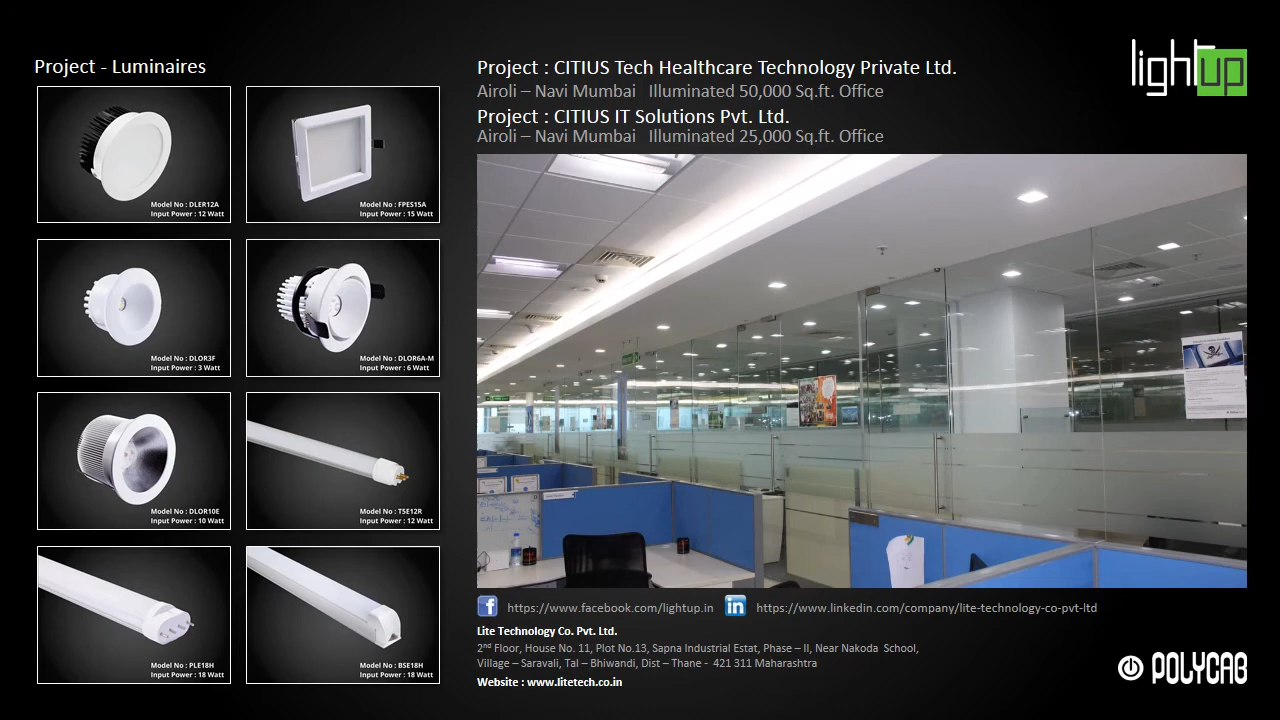 Project - Luminaires
Model No : DLER12A
Input Power : 12 Watt
Model No : FPES15A
Input Power : 15 Watt
Model No : DLOR3F
Input Power : 3 Watt
Model No : DLOR6A-M
Input Power : 6 Watt
Model No : DLOR10E
Input Power : 10 Watt
Model No : T5E12R
Input Power : 12 Watt
Model No : PLE18H
Input Power : 18 Watt
Model No : BSE18H
Input Power : 18 Watt
Project : CITIUS Tech Healthcare Technology Private Ltd.
Airoli – Navi Mumbai Illuminated 50,000 Sq.ft. Office
Project : CITIUS IT Solutions Pvt. Ltd.
Airoli – Navi Mumbai Illuminated 25,000 Sq.ft. Office
lightup
f https://www.facebook.com/lightup.in in https://www.linkedin.com/company/lite-technology-co-pvt-ltd
Lite Technology Co. Pvt. Ltd.
2nd Floor, House No. 11, Plot No.13, Sapna Industrial Estat, Phase – II, Near Nakoda School,
Village – Saravali, Tal – Bhiwandi, Dist – Thane - 421 311 Maharashtra
Website : www.litetech.co.in
POLYCAB